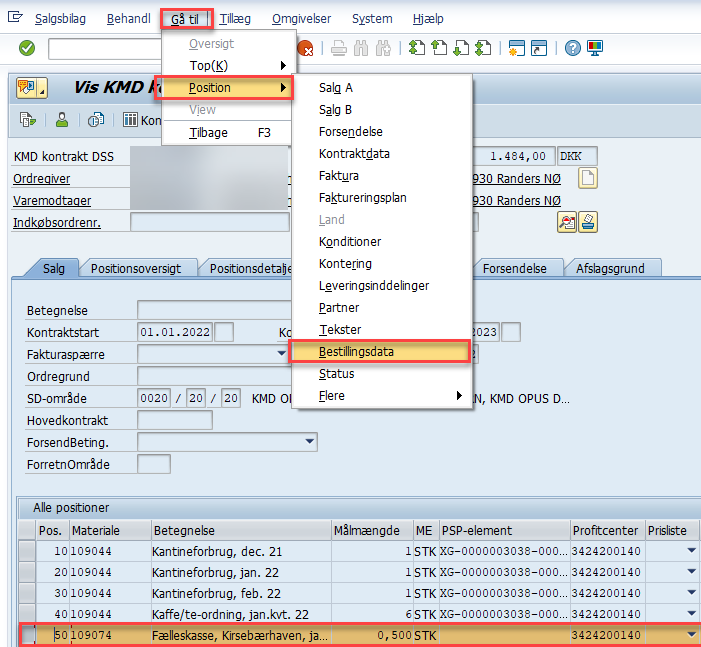 Salgsbilag Behandl Gå til Tillæg Omgivelser System Hjælp
Oversigt
Top(K)
Position
View
Tilbage F3
Salg A
Salg B
Forsendelse
Kontraktdata
Faktura
Faktureringsplan
Land
Konditioner
Kontering
Leveringsinddelinger
Partner
Tekster
Bestillingsdata
Status
Flere
Vis KMD
Kon
KMD kontrakt DSS 1.484,00 DKK
Ordregiver 930 Randers NØ
Varemodtager 930 Randers NØ
Indkøbsordrenr.
Salg Positionsoversigt Positionsdetalje Forsendelse Afslagsgrund
Betegnelse
Kontraktstart 01.01.2022 Ko 2023
Fakturaspærre 2
Ordregrund
SD-område 0020 / 20 / 20 KMD O N, KMD OPUS D...
Hovedkontrakt
ForsendBeting.
ForretnOmråde
Alle positioner
Pos. Materiale Betegnelse Målmængde ME PSP-element Profitcenter Prisliste
10 109044 Kantineforbrug, dec. 21 1 STK XG-0000003038-000... 3424200140
20 109044 Kantineforbrug, jan. 22 1 STK XG-0000003038-000... 3424200140
30 109044 Kantineforbrug, feb. 22 1 STK XG-0000003038-000... 3424200140
40 109044 Kaffe/te-ordning, jan.kvt. 22 6 STK XG-0000003038-000... 3424200140
50 109074 Fælleskasse, Kirsebærhaven, ja... 0,500 STK 3424200140